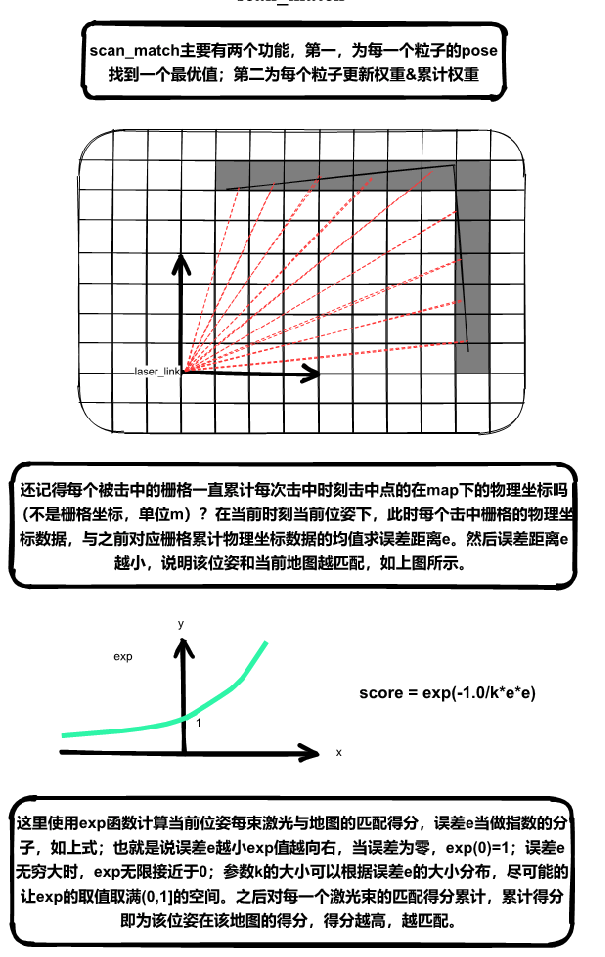 scan_match主要有两个功能，第一，为每一个粒子的pose
找到一个最优值；第二为每个粒子更新权重&累计权重
laser_link
还记得每个被击中的栅格一直累计每次击中时刻击中点的在map下的物理坐标吗
（不是栅格坐标，单位m）？在当前时刻当前位姿下，此时每个击中栅格的物理坐
标数据，与之前对应栅格累计物理坐标数据的均值求误差距离e。然后误差距离e
越小，说明该位姿和当前地图越匹配，如上图所示。
y
exp
score = exp(-1.0/k*e*e)
1
x
这里使用exp函数计算当前位姿每束激光与地图的匹配得分，误差e当做指数的分
子，如上式；也就是说误差e越小exp值越向右，当误差为零，exp(0)=1；误差e
无穷大时，exp无限接近于0；参数k的大小可以根据误差e的大小分布，尽可能的
让exp的取值取满(0,1]的空间。之后对每一个激光束的匹配得分累计，累计得分
即为该位姿在该地图的得分，得分越高，越匹配。